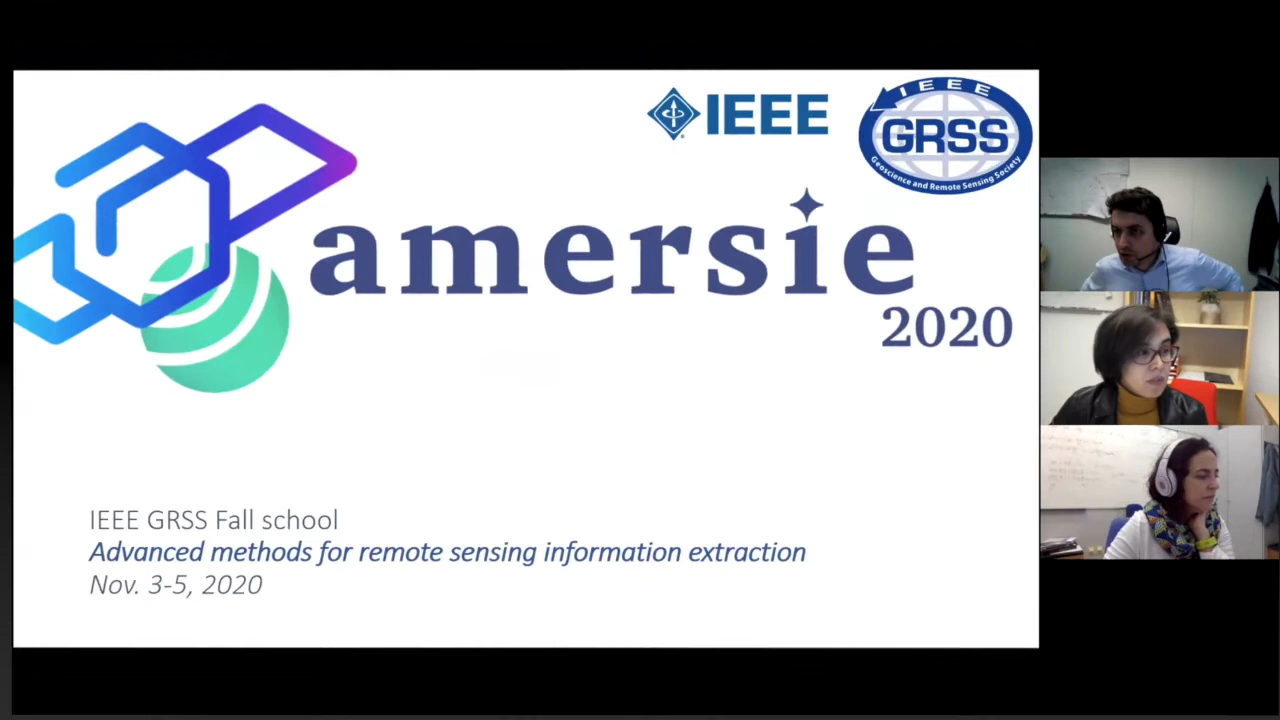 IEEE
IEEE
GRSS
Geoscience and Remote Sensing Society
amersie
2020
IEEE GRSS Fall school
Advanced methods for remote sensing information extraction
Nov. 3-5, 2020